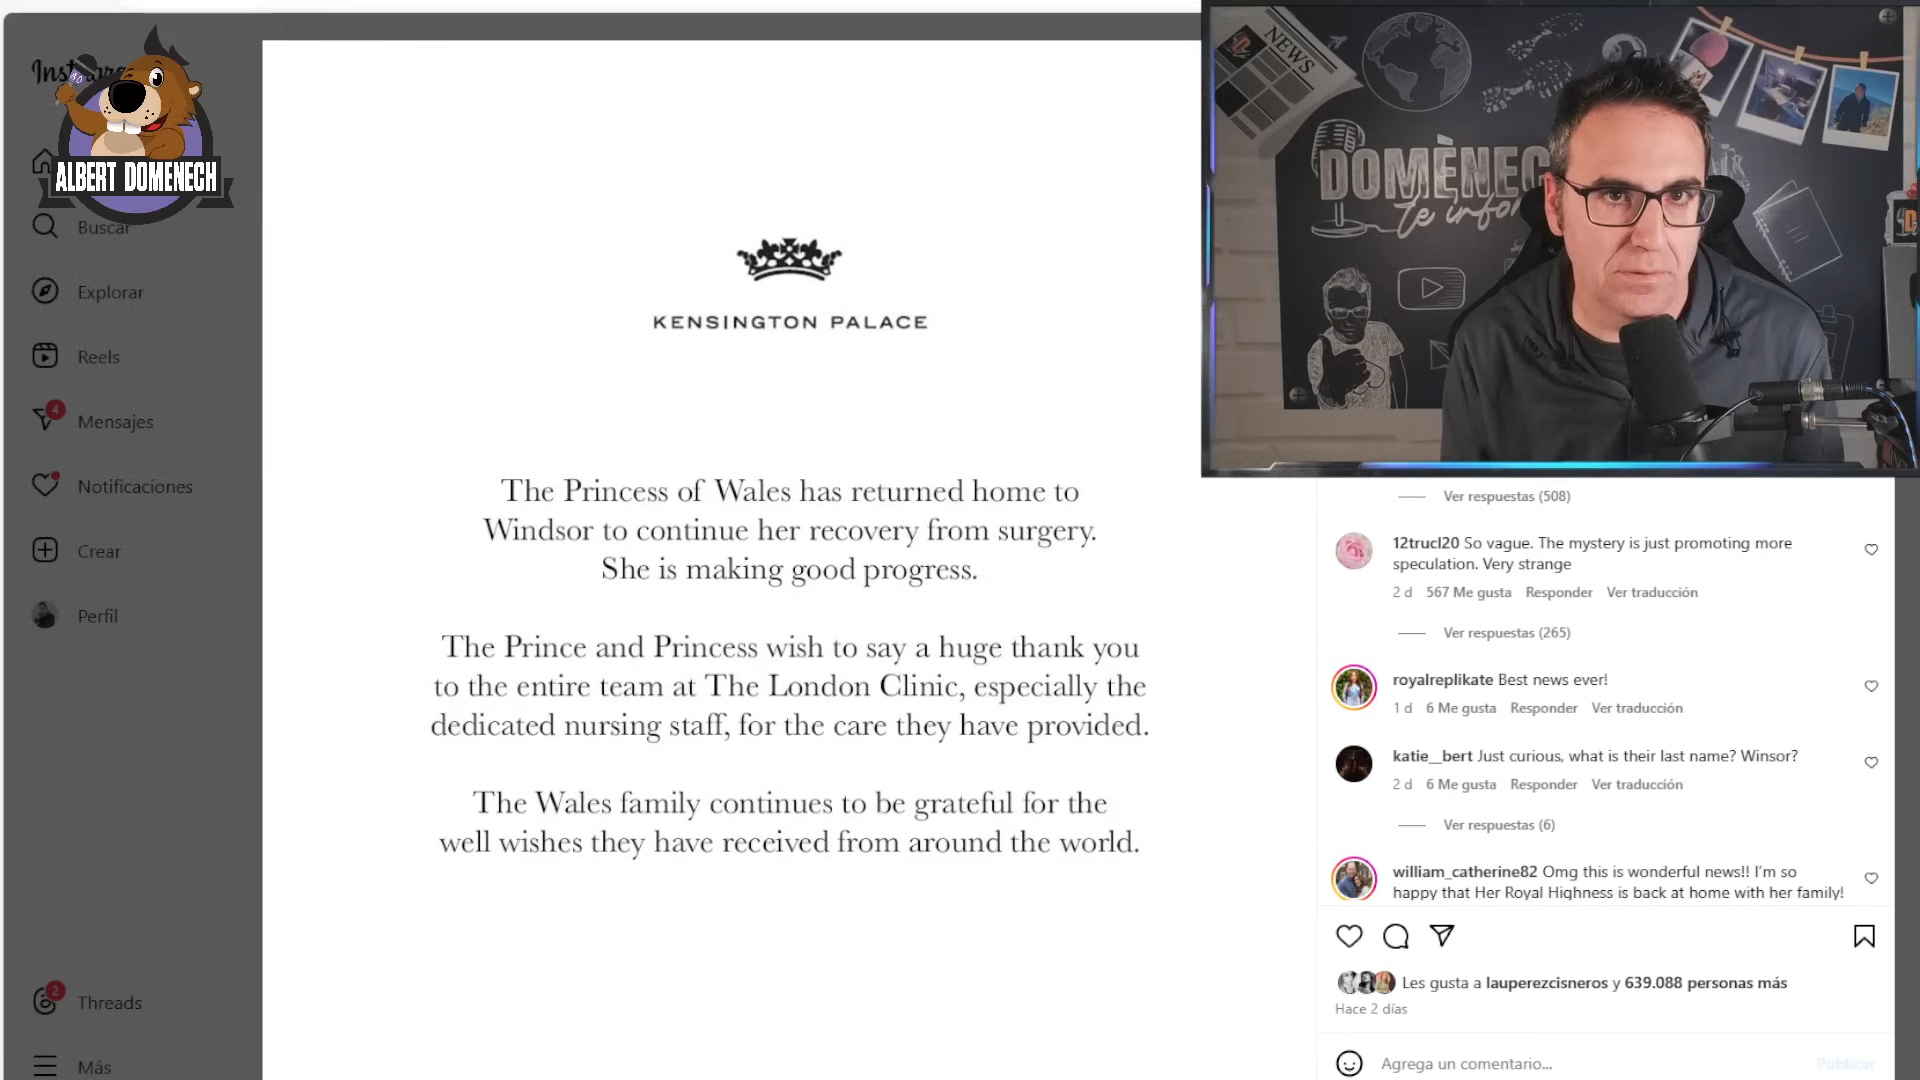 Insta
ALBERT DOMENECH
Buscar
Explorar
Reels
4
Mensajes
Notificaciones
Crear
Perfil
2
Threads
Más
KENSINGTON PALACE
The Princess of Wales has returned home to
Windsor to continue her recovery from surgery.
She is making good progress.
The Prince and Princess wish to say a huge thank you
to the entire team at The London Clinic, especially the
dedicated nursing staff, for the care they have provided.
The Wales family continues to be grateful for the
well wishes they have received from around the world.
NEWS
DOMÈNEC
te infor
Ver respuestas (508)
12trucl20 So vague. The mystery is just promoting more
speculation. Very strange
2 d 567 Me gusta Responder Ver traducción
Ver respuestas (265)
royalreplikate Best news ever!
1 d 6 Me gusta Responder Ver traducción
katie__bert Just curious, what is their last name? Winsor?
2 d 6 Me gusta Responder Ver traducción
Ver respuestas (6)
william_catherine82 Omg this is wonderful news!! I'm so
happy that Her Royal Highness is back at home with her family!
Les gusta a lauperezcisneros y 639.088 personas más
Hace 2 días
Agrega un comentario...
Publicar